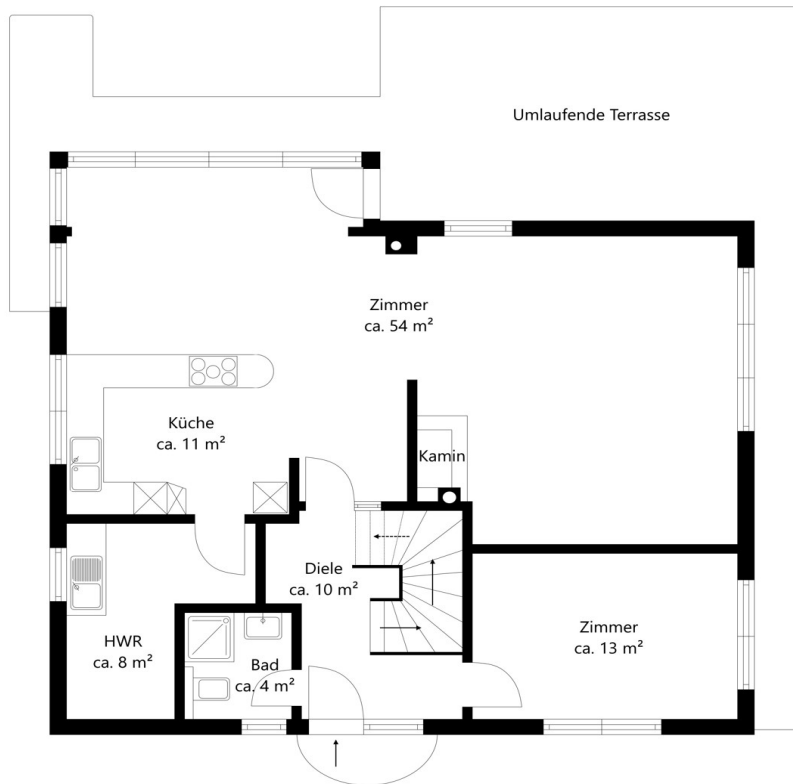 Umlaufende Terrasse
Zimmer
ca. 54 m²
Küche
ca. 11 m²
Kamin
Diele
ca. 10 m²
Zimmer
ca. 13 m²
HWR
ca. 8 m²
Bad
ca. 4 m²